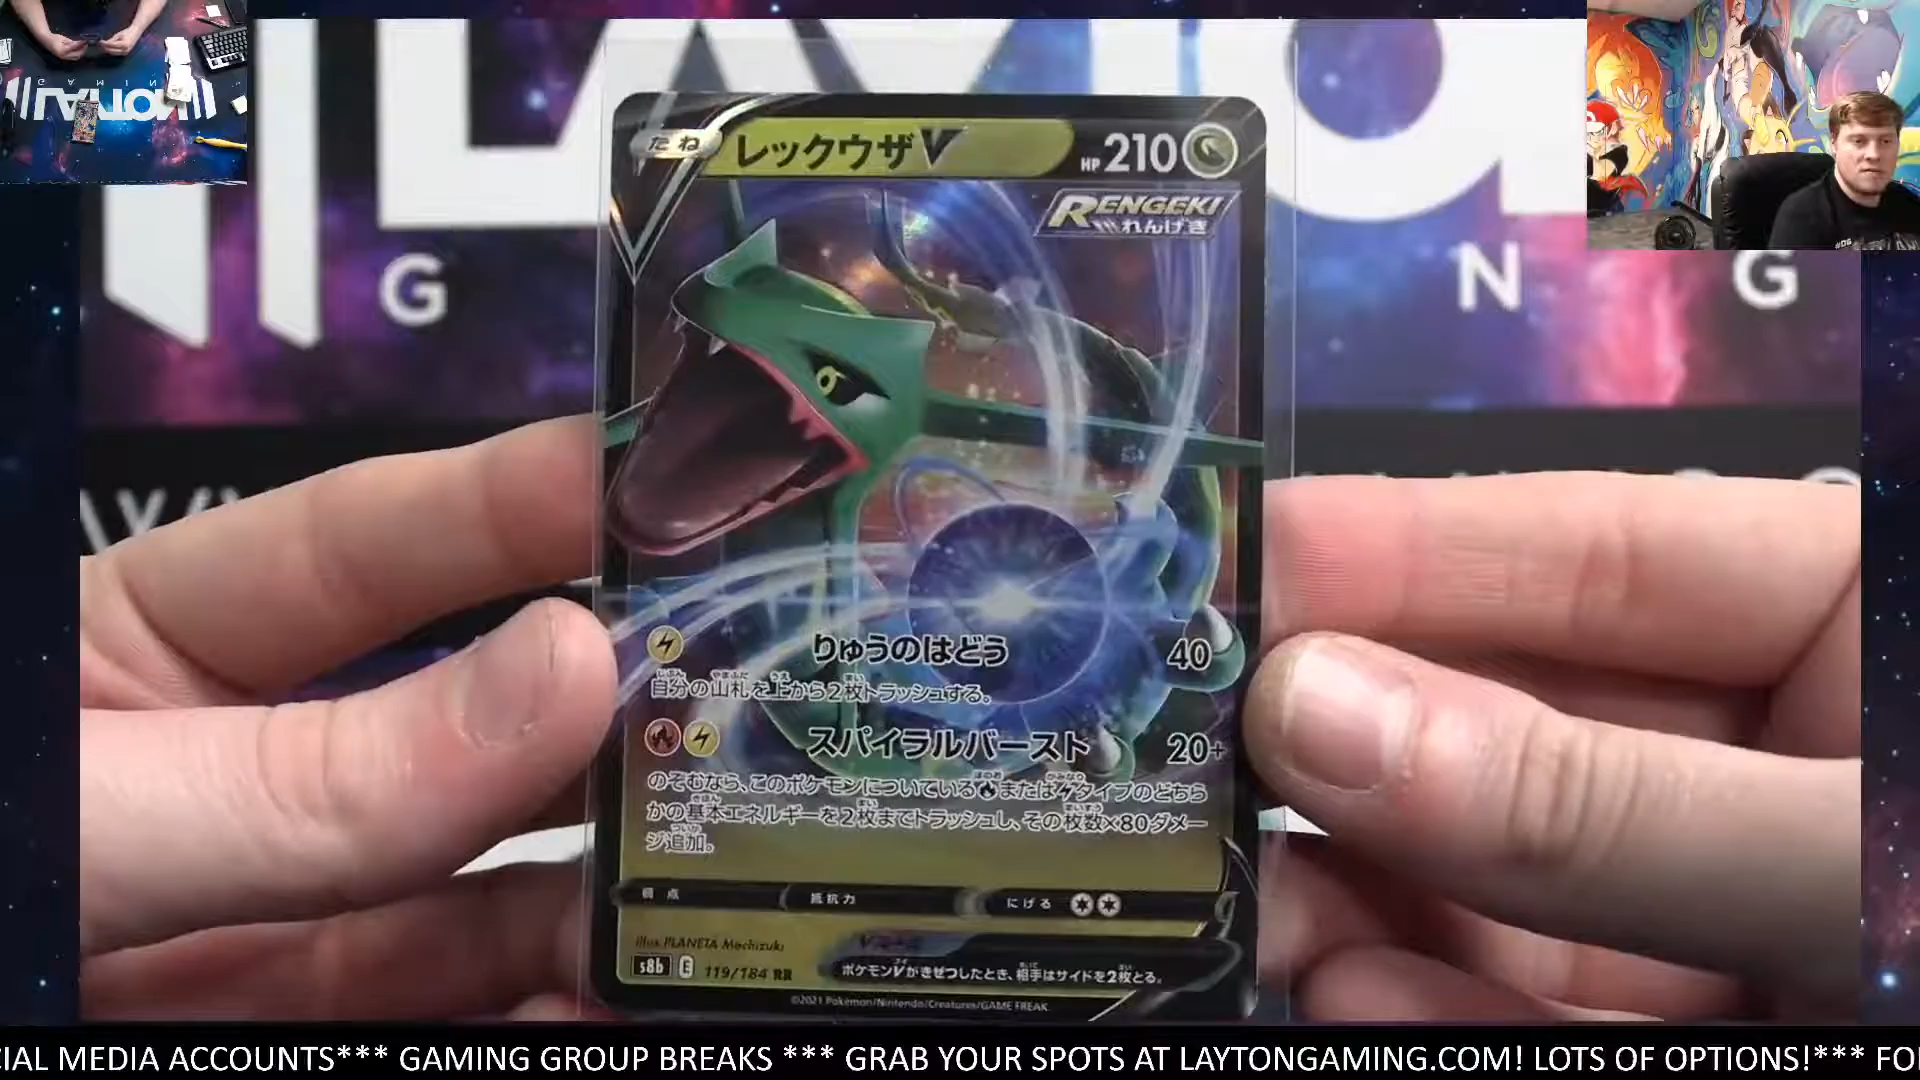 たね レックウザV HP 210
RENGEKI
れんげき
G N G
りゅうのはどう 40
自分の山札を上から2枚トラッシュする。
スパイラルバースト 20+
のぞむなら、このポケモンについている または タイプのどちら
かの基本エネルギーを2枚までトラッシュし、その枚数×80ダメー
ジ追加。
弱点 抵抗力 にげる
Illus. PLANETA Mochizuki
s8b E 119/184 RR
ポケモンVがきぜつしたとき、相手はサイドを2枚とる。
©2021 Pokémon/Nintendo/Creatures/GAME FREAK.
CIAL MEDIA ACCOUNTS*** GAMING GROUP BREAKS *** GRAB YOUR SPOTS AT LAYTONGAMING.COM! LOTS OF OPTIONS!*** FO